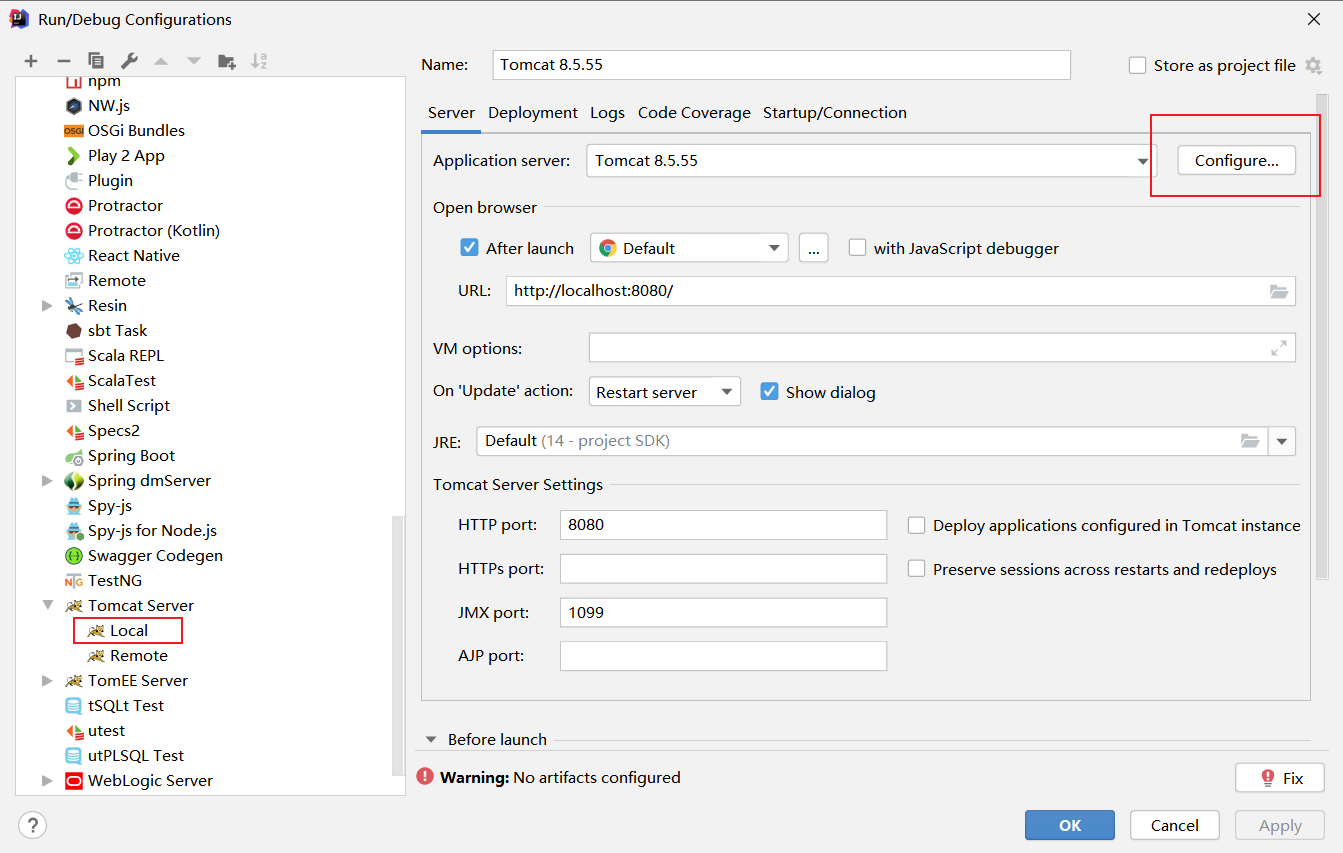 Run/Debug Configurations
Name: Tomcat 8.5.55 Store as project file
npm
NW.js
OSGi Bundles
Play 2 App
Plugin
Protractor
Protractor (Kotlin)
React Native
Remote
Resin
sbt Task
Scala REPL
ScalaTest
Shell Script
Specs2
Spring Boot
Spring dmServer
Spy-js
Spy-js for Node.js
Swagger Codegen
TestNG
Tomcat Server
Local
Remote
TomEE Server
tSQLt Test
utest
utPLSQL Test
WebLogic Server
Server Deployment Logs Code Coverage Startup/Connection
Application server: Tomcat 8.5.55 Configure...
Open browser
After launch Default ... with JavaScript debugger
URL: http://localhost:8080/
VM options:
On 'Update' action: Restart server Show dialog
JRE: Default (14 - project SDK)
Tomcat Server Settings
HTTP port: 8080 Deploy applications configured in Tomcat instance
HTTPs port: Preserve sessions across restarts and redeploys
JMX port: 1099
AJP port:
Before launch
Warning: No artifacts configured Fix
? OK Cancel Apply